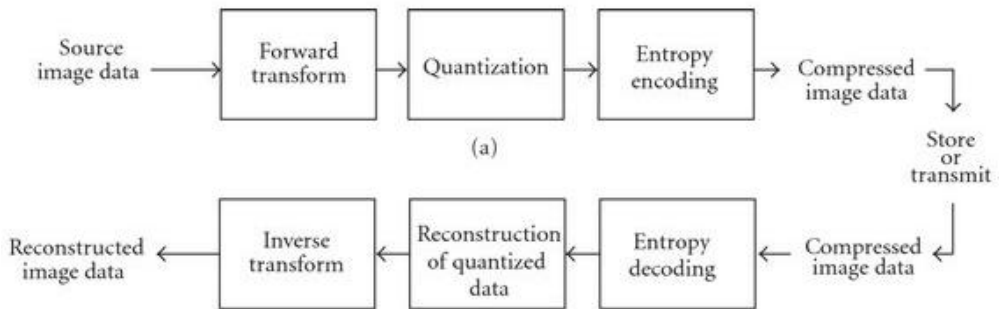 Source
image data
Forward
transform
Quantization
Entropy
encoding
Compressed
image data
(a)
Store
or
transmit
Reconstructed
image data
Inverse
transform
Reconstruction
of quantized
data
Entropy
decoding
Compressed
image data